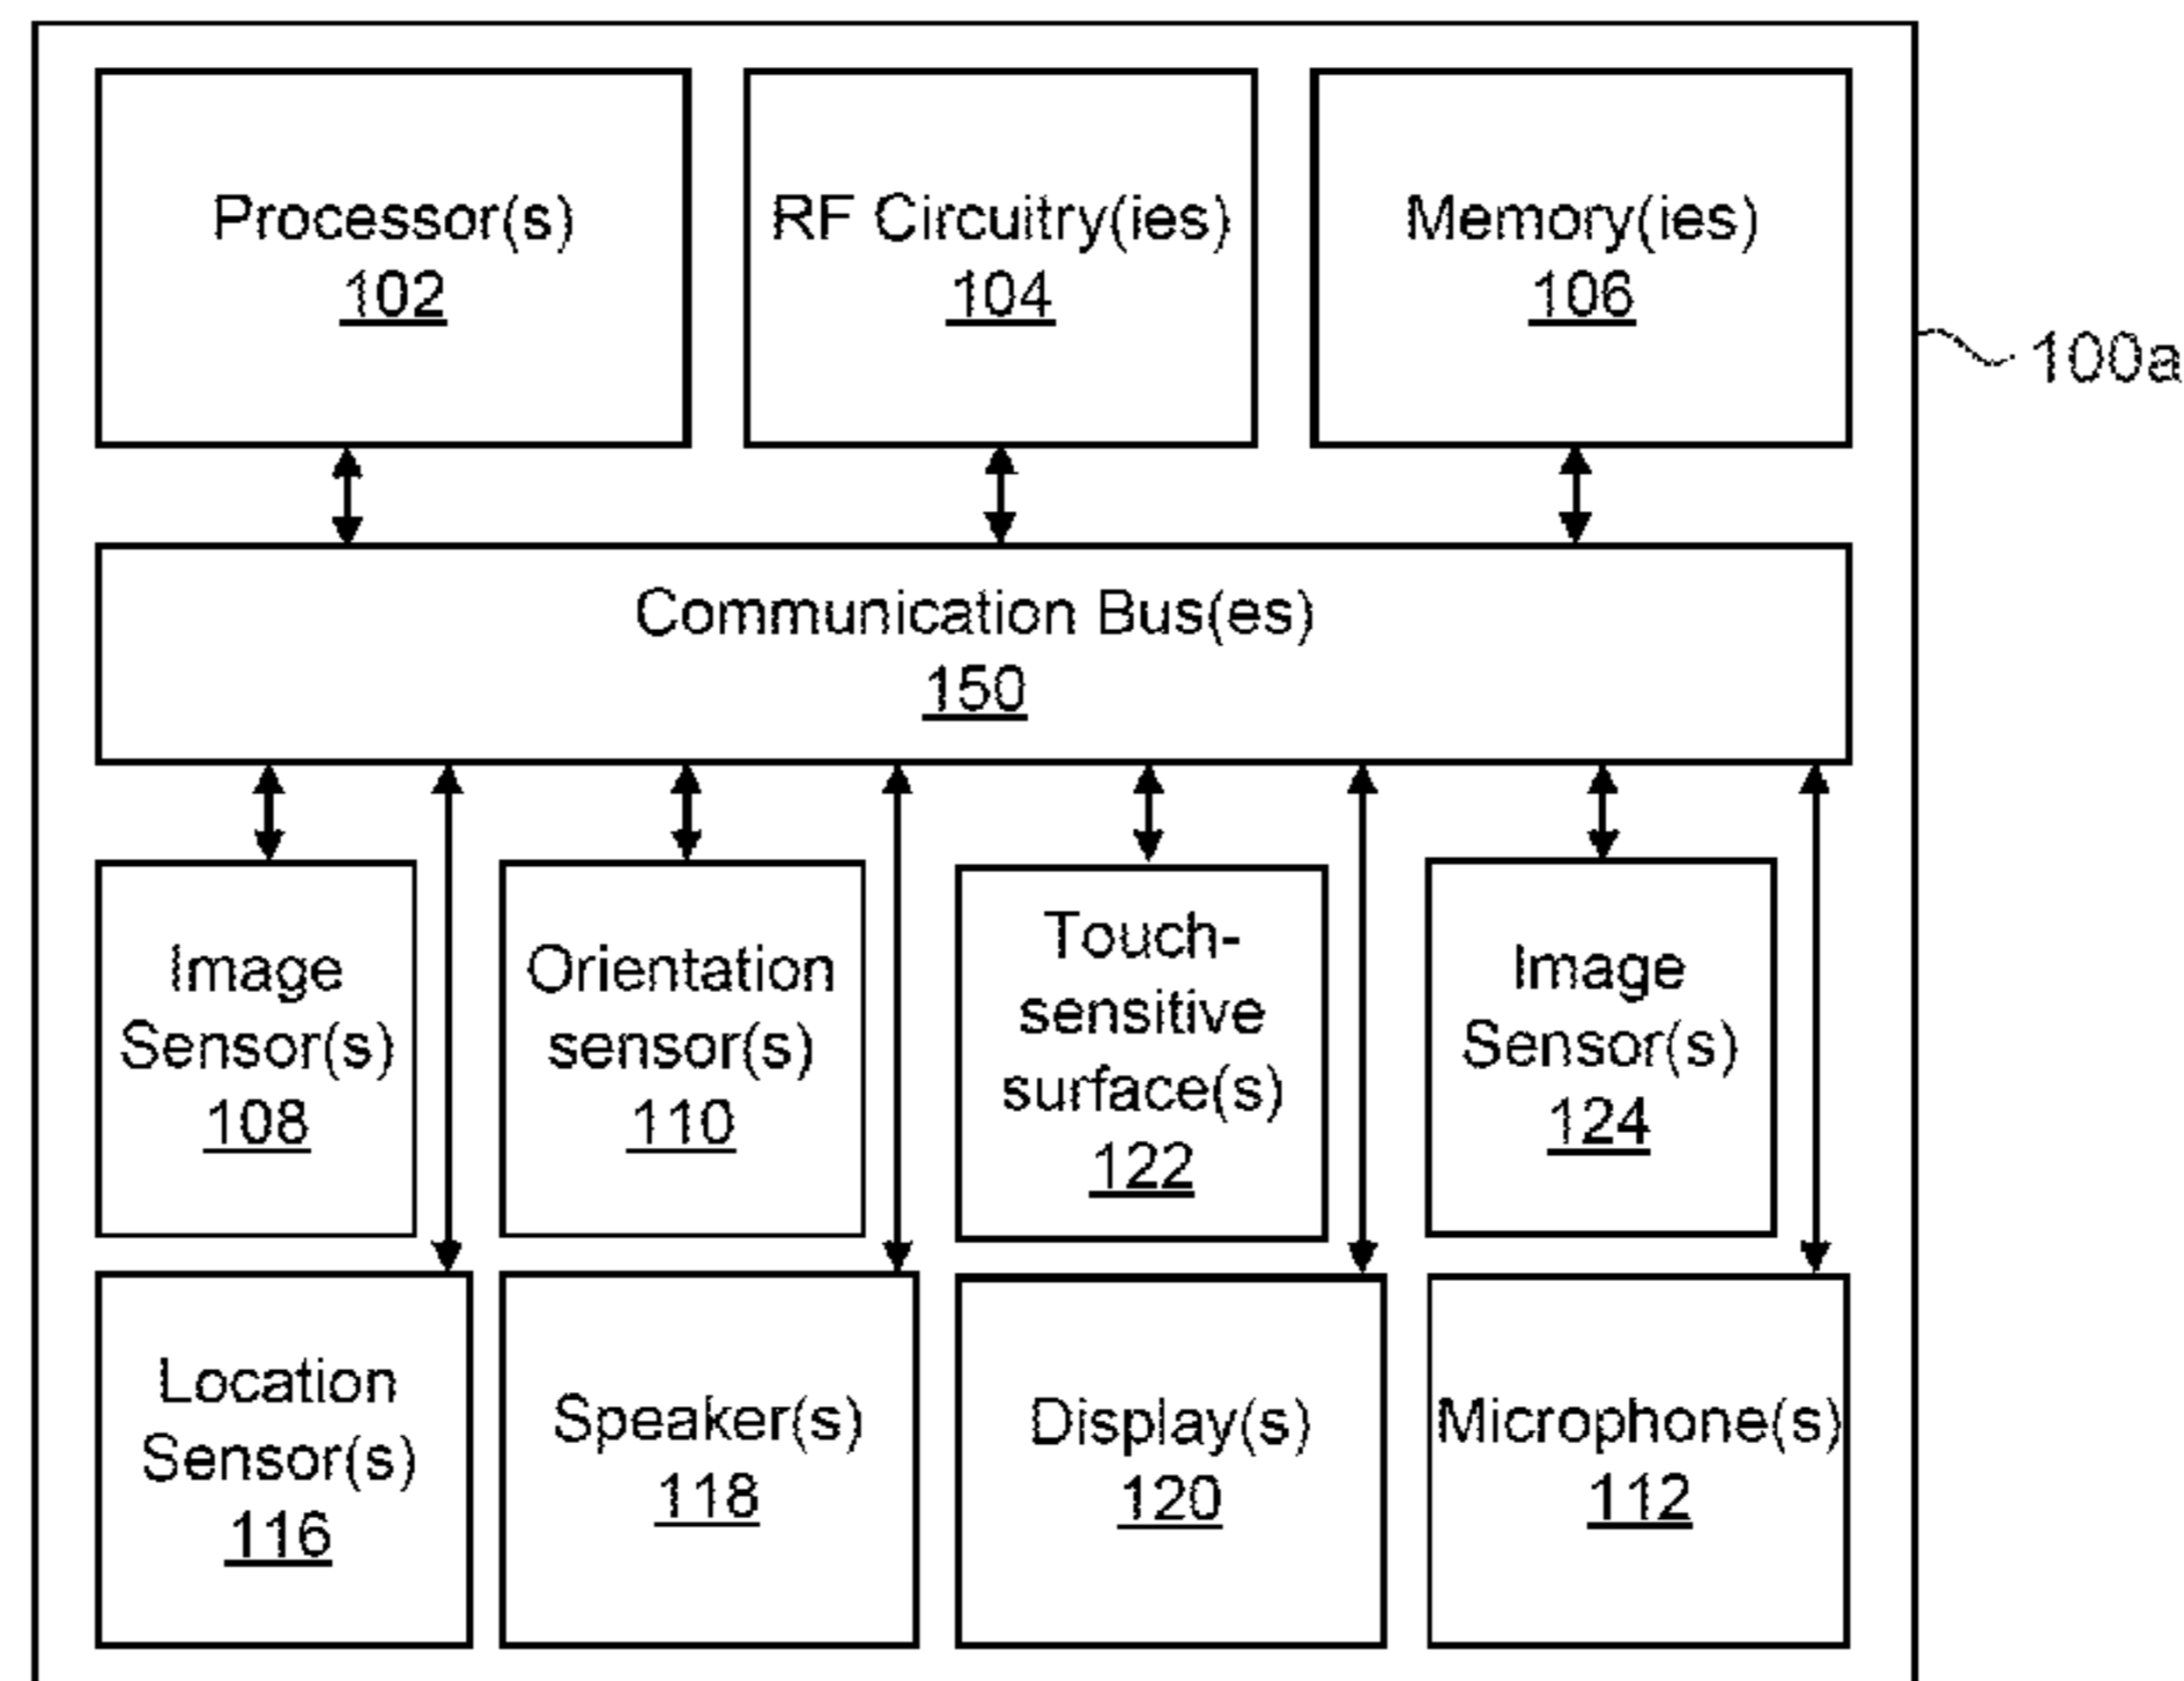 Processor(s)
102
RF Circuitry(ies)
104
Memory(ies)
106
100a
Communication Bus(es)
150
Image
Sensor(s)
108
Orientation
sensor(s)
110
Touch-
sensitive
surface(s)
122
Image
Sensor(s)
124
Location
Sensor(s)
116
Speaker(s)
118
Display(s)
120
Microphone(s)
112